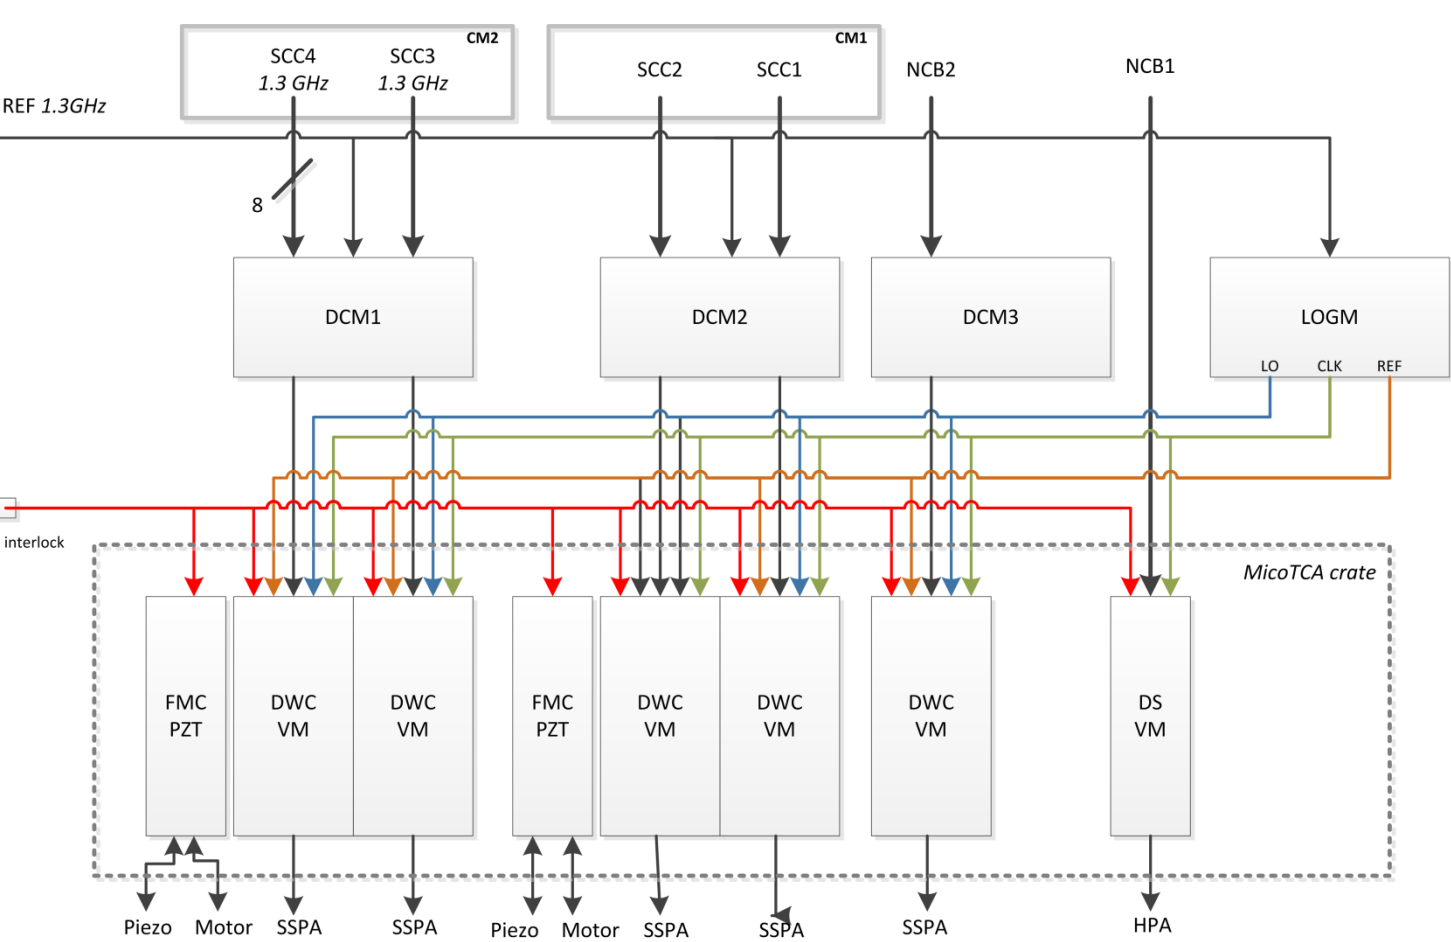 CM2
CM1
SCC4
1.3 GHz
SCC3
1.3 GHz
SCC2
SCC1
NCB2
NCB1
REF 1.3GHz
8
DCM1
DCM2
DCM3
LOGM
LO
CLK
REF
interlock
MicoTCA crate
FMC
PZT
DWC
VM
DWC
VM
FMC
PZT
DWC
VM
DWC
VM
DWC
VM
DS
VM
Piezo
Motor
SSPA
SSPA
Piezo
Motor
SSPA
SSPA
SSPA
HPA